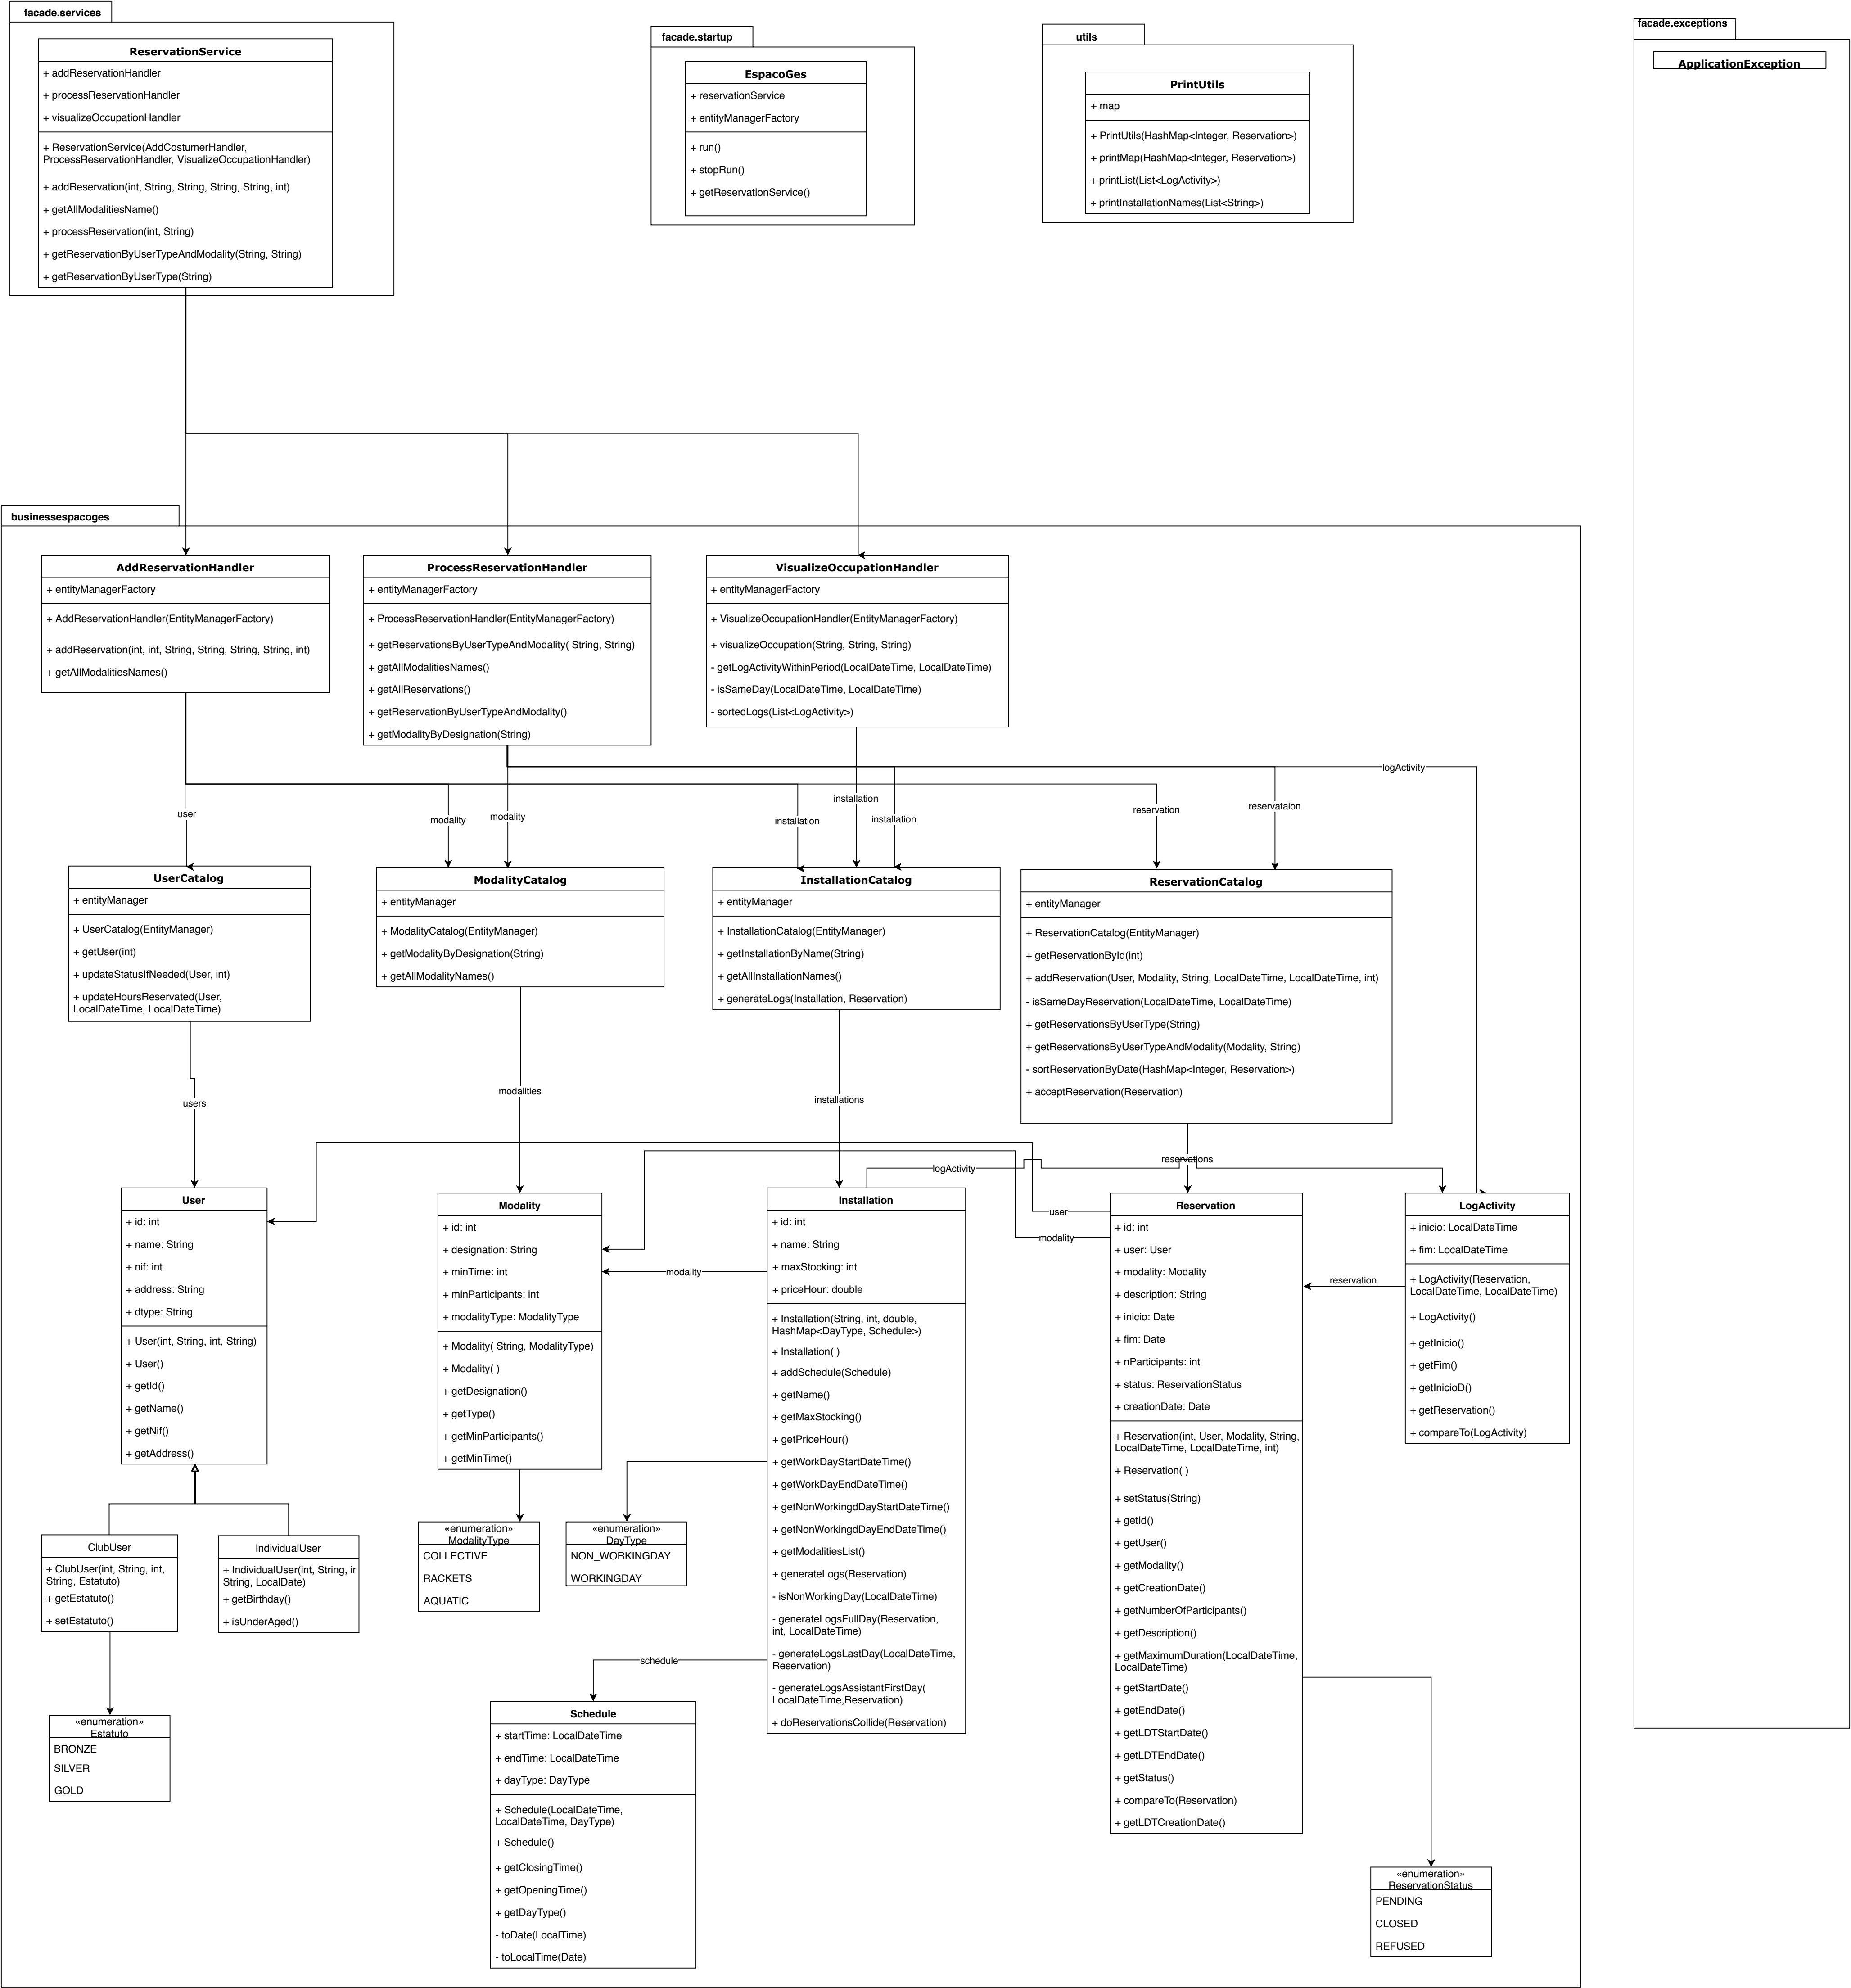 facade.services
ReservationService
+ addReservationHandler
+ processReservationHandler
+ visualizeOccupationHandler
+ ReservationService(AddCostumerHandler,
ProcessReservationHandler, VisualizeOccupationHandler)
+ addReservation(int, String, String, String, String, int)
+ getAllModalitiesName()
+ processReservation(int, String)
+ getReservationByUserTypeAndModality(String, String)
+ getReservationByUserType(String)
facade.startup
EspacoGes
+ reservationService
+ entityManagerFactory
+ run()
+ stopRun()
+ getReservationService()
utils
PrintUtils
+ map
+ PrintUtils(HashMap<Integer, Reservation>)
+ printMap(HashMap<Integer, Reservation>)
+ printList(List<LogActivity>)
+ printInstallationNames(List<String>)
facade.exceptions
ApplicationException
businessespacoges
AddReservationHandler
+ entityManagerFactory
+ AddReservationHandler(EntityManagerFactory)
+ addReservation(int, int, String, String, String, String, int)
+ getAllModalitiesNames()
ProcessReservationHandler
+ entityManagerFactory
+ ProcessReservationHandler(EntityManagerFactory)
+ getReservationsByUserTypeAndModality( String, String)
+ getAllModalitiesNames()
+ getAllReservations()
+ getReservationByUserTypeAndModality()
+ getModalityByDesignation(String)
VisualizeOccupationHandler
+ entityManagerFactory
+ VisualizeOccupationHandler(EntityManagerFactory)
+ visualizeOccupation(String, String, String)
- getLogActivityWithinPeriod(LocalDateTime, LocalDateTime)
- isSameDay(LocalDateTime, LocalDateTime)
- sortedLogs(List<LogActivity>)
logActivity
user
modality
modality
installation
installation
installation
reservation
reservataion
UserCatalog
+ entityManager
+ UserCatalog(EntityManager)
+ getUser(int)
+ updateStatusIfNeeded(User, int)
+ updateHoursReserved(User,
LocalDateTime, LocalDateTime)
ModalityCatalog
+ entityManager
+ ModalityCatalog(EntityManager)
+ getModalityByDesignation(String)
+ getAllModalityNames()
InstallationCatalog
+ entityManager
+ InstallationCatalog(EntityManager)
+ getInstallationByName(String)
+ getAllInstallationNames()
+ generateLogs(Installation, Reservation)
ReservationCatalog
+ entityManager
+ ReservationCatalog(EntityManager)
+ getReservationById(int)
+ addReservation(User, Modality, String, LocalDateTime, LocalDateTime, int)
- isSameDayReservation(LocalDateTime, LocalDateTime)
+ getReservationsByUserType(String)
+ getReservationsByUserTypeAndModality(Modality, String)
- sortReservationByDate(HashMap<Integer, Reservation>)
+ acceptReservation(Reservation)
users
modalities
installations
reservations
logActivity
user
modality
modality
reservation
User
+ id: int
+ name: String
+ nif: int
+ address: String
+ dtype: String
+ User(int, String, int, String)
+ User()
+ getId()
+ getName()
+ getNif()
+ getAddress()
Modality
+ id: int
+ designation: String
+ minTime: int
+ minParticipants: int
+ modalityType: ModalityType
+ Modality( String, ModalityType)
+ Modality( )
+ getDesignation()
+ getType()
+ getMinParticipants()
+ getMinTime()
Installation
+ id: int
+ name: String
+ maxStocking: int
+ priceHour: double
+ Installation(String, int, double,
HashMap<DayType, Schedule>)
+ Installation( )
+ addSchedule(Schedule)
+ getName()
+ getMaxStocking()
+ getPriceHour()
+ getWorkDayStartDateTime()
+ getWorkDayEndDateTime()
+ getNonWorkingdDayStartDateTime()
+ getNonWorkingdDayEndDateTime()
+ getModalitiesList()
+ generateLogs(Reservation)
- isNonWorkingDay(LocalDateTime)
- generateLogsFullDay(Reservation,
int, LocalDateTime)
- generateLogsLastDay(LocalDateTime,
Reservation)
- generateLogsAssistantFirstDay(
LocalDateTime,Reservation)
+ doReservationsCollide(Reservation)
Reservation
+ id: int
+ user: User
+ modality: Modality
+ description: String
+ inicio: Date
+ fim: Date
+ nParticipants: int
+ status: ReservationStatus
+ creationDate: Date
+ Reservation(int, User, Modality, String,
LocalDateTime, LocalDateTime, int)
+ Reservation( )
+ setStatus(String)
+ getId()
+ getUser()
+ getModality()
+ getCreationDate()
+ getNumberOfParticipants()
+ getDescription()
+ getMaximumDuration(LocalDateTime,
LocalDateTime)
+ getStartDate()
+ getEndDate()
+ getLDTStartDate()
+ getLDTEndDate()
+ getStatus()
+ compareTo(Reservation)
+ getLDTCreationDate()
LogActivity
+ inicio: LocalDateTime
+ fim: LocalDateTime
+ LogActivity(Reservation,
LocalDateTime, LocalDateTime)
+ LogActivity()
+ getInicio()
+ getFim()
+ getInicioD()
+ getReservation()
+ compareTo(LogActivity)
ClubUser
+ ClubUser(int, String, int,
String, Estatuto)
+ getEstatuto()
+ setEstatuto()
IndividualUser
+ IndividualUser(int, String, ir
String, LocalDate)
+ getBirthday()
+ isUnderAged()
«enumeration»
ModalityType
COLLECTIVE
RACKETS
AQUATIC
«enumeration»
DayType
NON_WORKINGDAY
WORKINGDAY
schedule
«enumeration»
Estatuto
BRONZE
SILVER
GOLD
Schedule
+ startTime: LocalDateTime
+ endTime: LocalDateTime
+ dayType: DayType
+ Schedule(LocalDateTime,
LocalDateTime, DayType)
+ Schedule()
+ getClosingTime()
+ getOpeningTime()
+ getDayType()
- toDate(LocalTime)
- toLocalTime(Date)
«enumeration»
ReservationStatus
PENDING
CLOSED
REFUSED